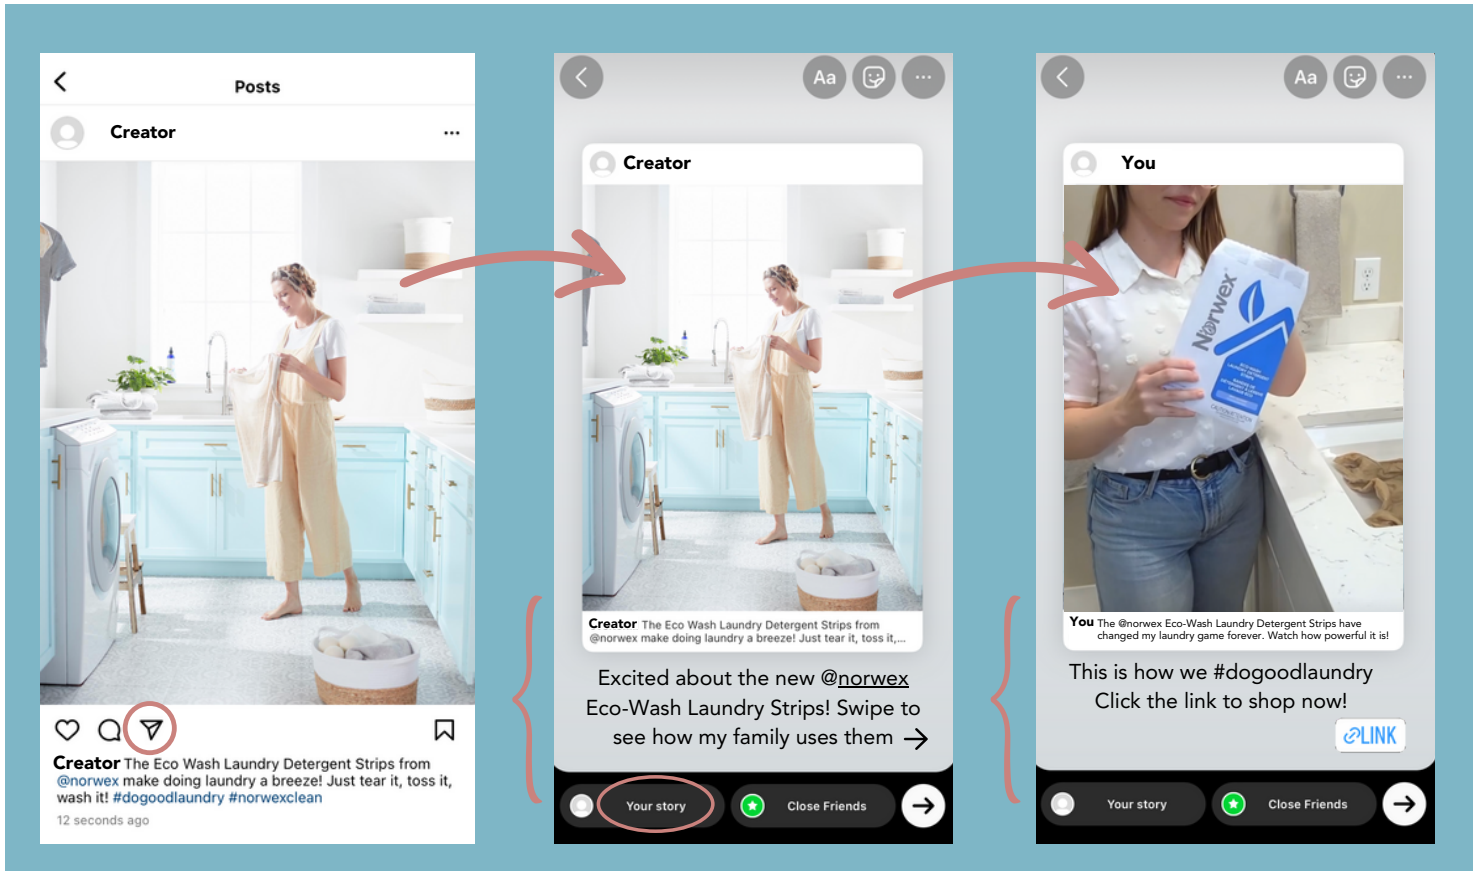 Posts
Creator
Creator The Eco Wash Laundry Detergent Strips from
@norwex make doing laundry a breeze! Just tear it, toss it,
wash it! #dogoodlaundry #norwexclean
12 seconds ago
Aa
Creator
Creator The Eco Wash Laundry Detergent Strips from
@norwex make doing laundry a breeze! Just tear it, toss it,...
Excited about the new @norwex
Eco-Wash Laundry Strips! Swipe to
see how my family uses them →
Your story
Close Friends
Aa
You
Norwex
ECO WASH
LAUNDRY DETERGENT
STRIPS
You The @norwex Eco-Wash Laundry Detergent Strips have
changed my laundry game forever. Watch how powerful it is!
This is how we #dogoodlaundry
Click the link to shop now!
LINK
Your story
Close Friends